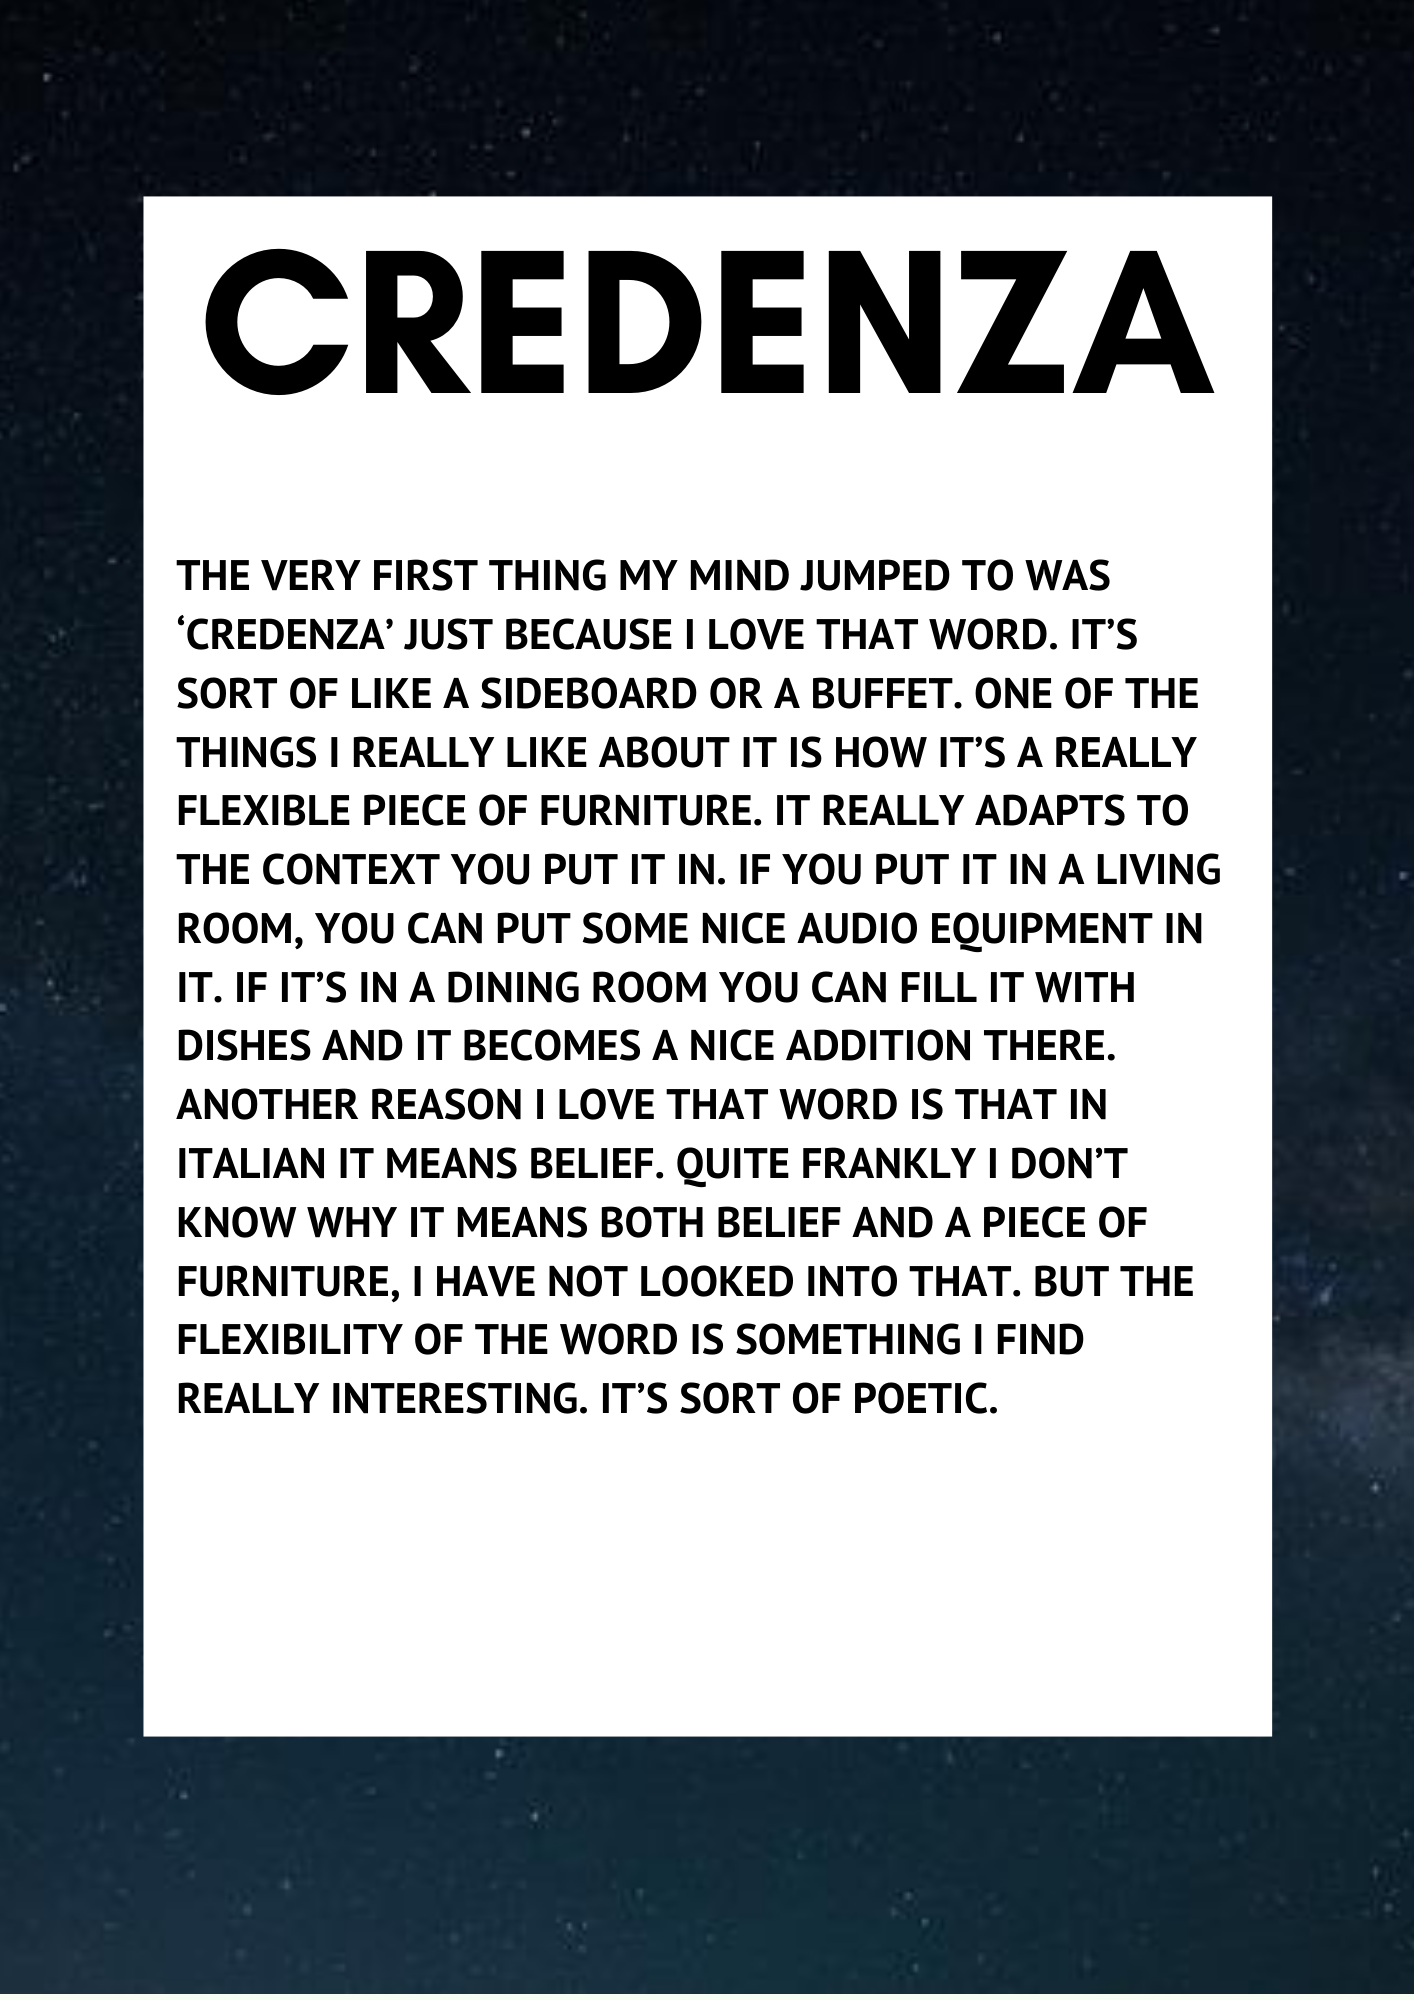 CREDENZA
THE VERY FIRST THING MY MIND JUMPED TO WAS
‘CREDENZA’ JUST BECAUSE I LOVE THAT WORD. IT’S
SORT OF LIKE A SIDEBOARD OR A BUFFET. ONE OF THE
THINGS I REALLY LIKE ABOUT IT IS HOW IT’S A REALLY
FLEXIBLE PIECE OF FURNITURE. IT REALLY ADAPTS TO
THE CONTEXT YOU PUT IT IN. IF YOU PUT IT IN A LIVING
ROOM, YOU CAN PUT SOME NICE AUDIO EQUIPMENT IN
IT. IF IT’S IN A DINING ROOM YOU CAN FILL IT WITH
DISHES AND IT BECOMES A NICE ADDITION THERE.
ANOTHER REASON I LOVE THAT WORD IS THAT IN
ITALIAN IT MEANS BELIEF. QUITE FRANKLY I DON’T
KNOW WHY IT MEANS BOTH BELIEF AND A PIECE OF
FURNITURE, I HAVE NOT LOOKED INTO THAT. BUT THE
FLEXIBILITY OF THE WORD IS SOMETHING I FIND
REALLY INTERESTING. IT’S SORT OF POETIC.